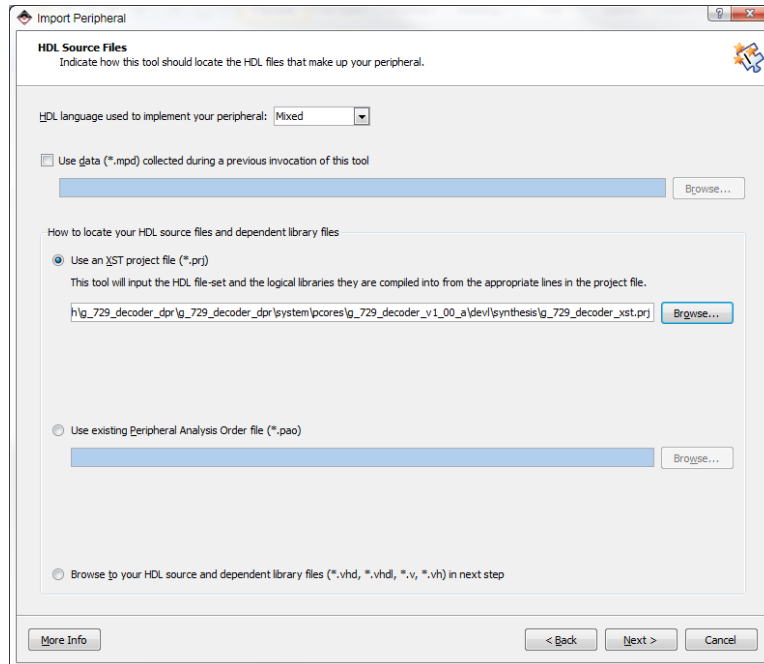 Import Peripheral
HDL Source Files
Indicate how this tool should locate the HDL files that make up your peripheral.
HDL language used to implement your peripheral: Mixed
Use data (*.mpd) collected during a previous invocation of this tool
Browse...
How to locate your HDL source files and dependent library files
Use an XST project file (*.prj)
This tool will input the HDL file-set and the logical libraries they are compiled into from the appropriate lines in the project file.
h\g_729_decoder_dpr\g_729_decoder_dpr\system\pcores\g_729_decoder_v1_00_a\devl\synthesis\g_729_decoder_xst.prj Browse...
Use existing Peripheral Analysis Order file (*.pao)
Browse...
Browse to your HDL source and dependent library files (*.vhd, *.vhdl, *.v, *.vh) in next step
More Info < Back Next > Cancel